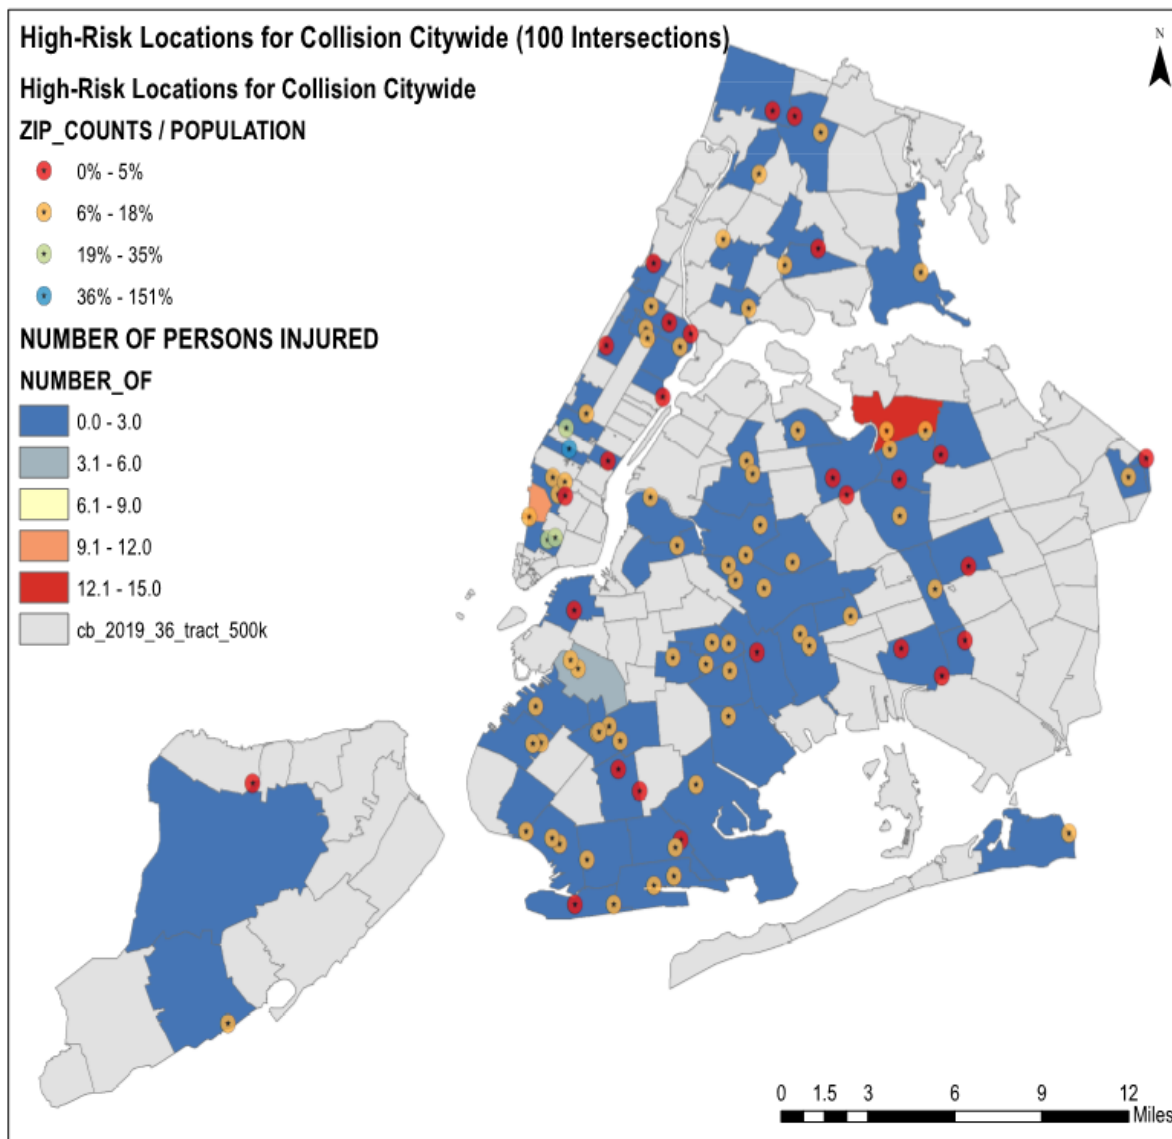 High-Risk Locations for Collision Citywide (100 Intersections)
N
High-Risk Locations for Collision Citywide
ZIP_COUNTS / POPULATION
0% - 5%
6% - 18%
19% - 35%
36% - 151%
NUMBER OF PERSONS INJURED
NUMBER_OF
0.0 - 3.0
3.1 - 6.0
6.1 - 9.0
9.1 - 12.0
12.1 - 15.0
cb_2019_36_tract_500k
0 1.5 3 6 9 12
Miles